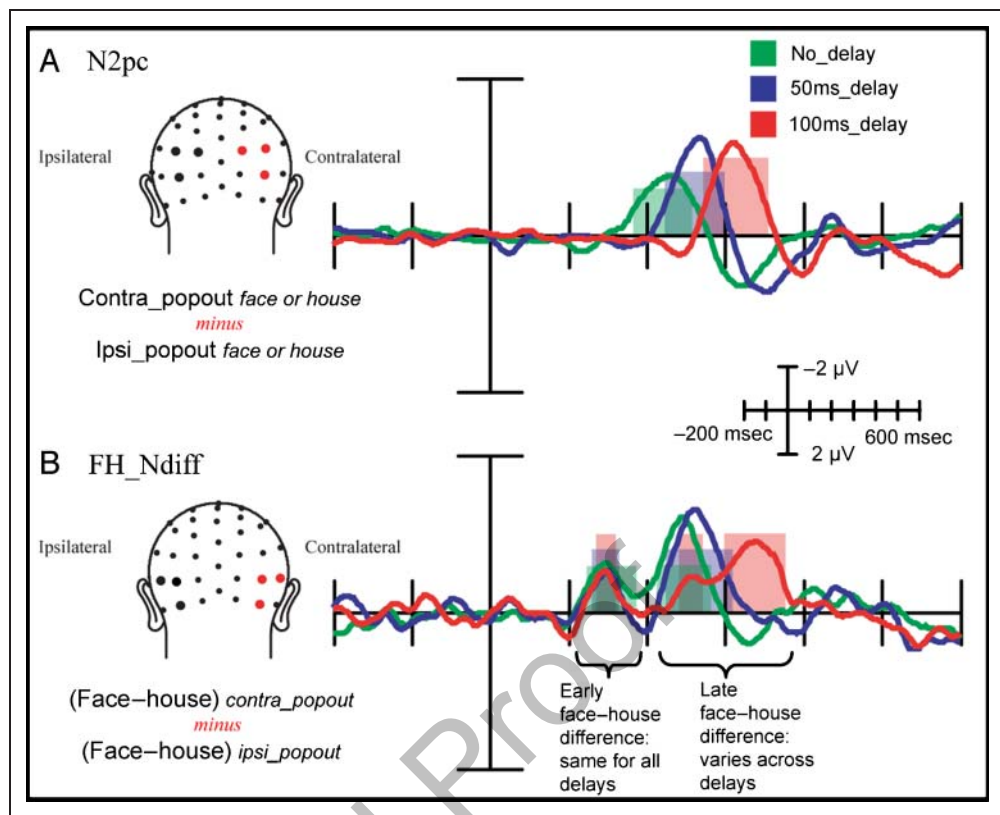 A N2pc
No_delay
50ms_delay
100ms_delay
Ipsilateral
Contralateral
Contra_popout face or house
minus
Ipsi_popout face or house
−2 µV
−200 msec
600 msec
2 µV
B FH_Ndiff
Ipsilateral
Contralateral
(Face–house) contra_popout
minus
(Face–house) ipsi_popout
Early
face–house
difference:
same for all
delays
Late
face–house
difference:
varies across
delays
Proof